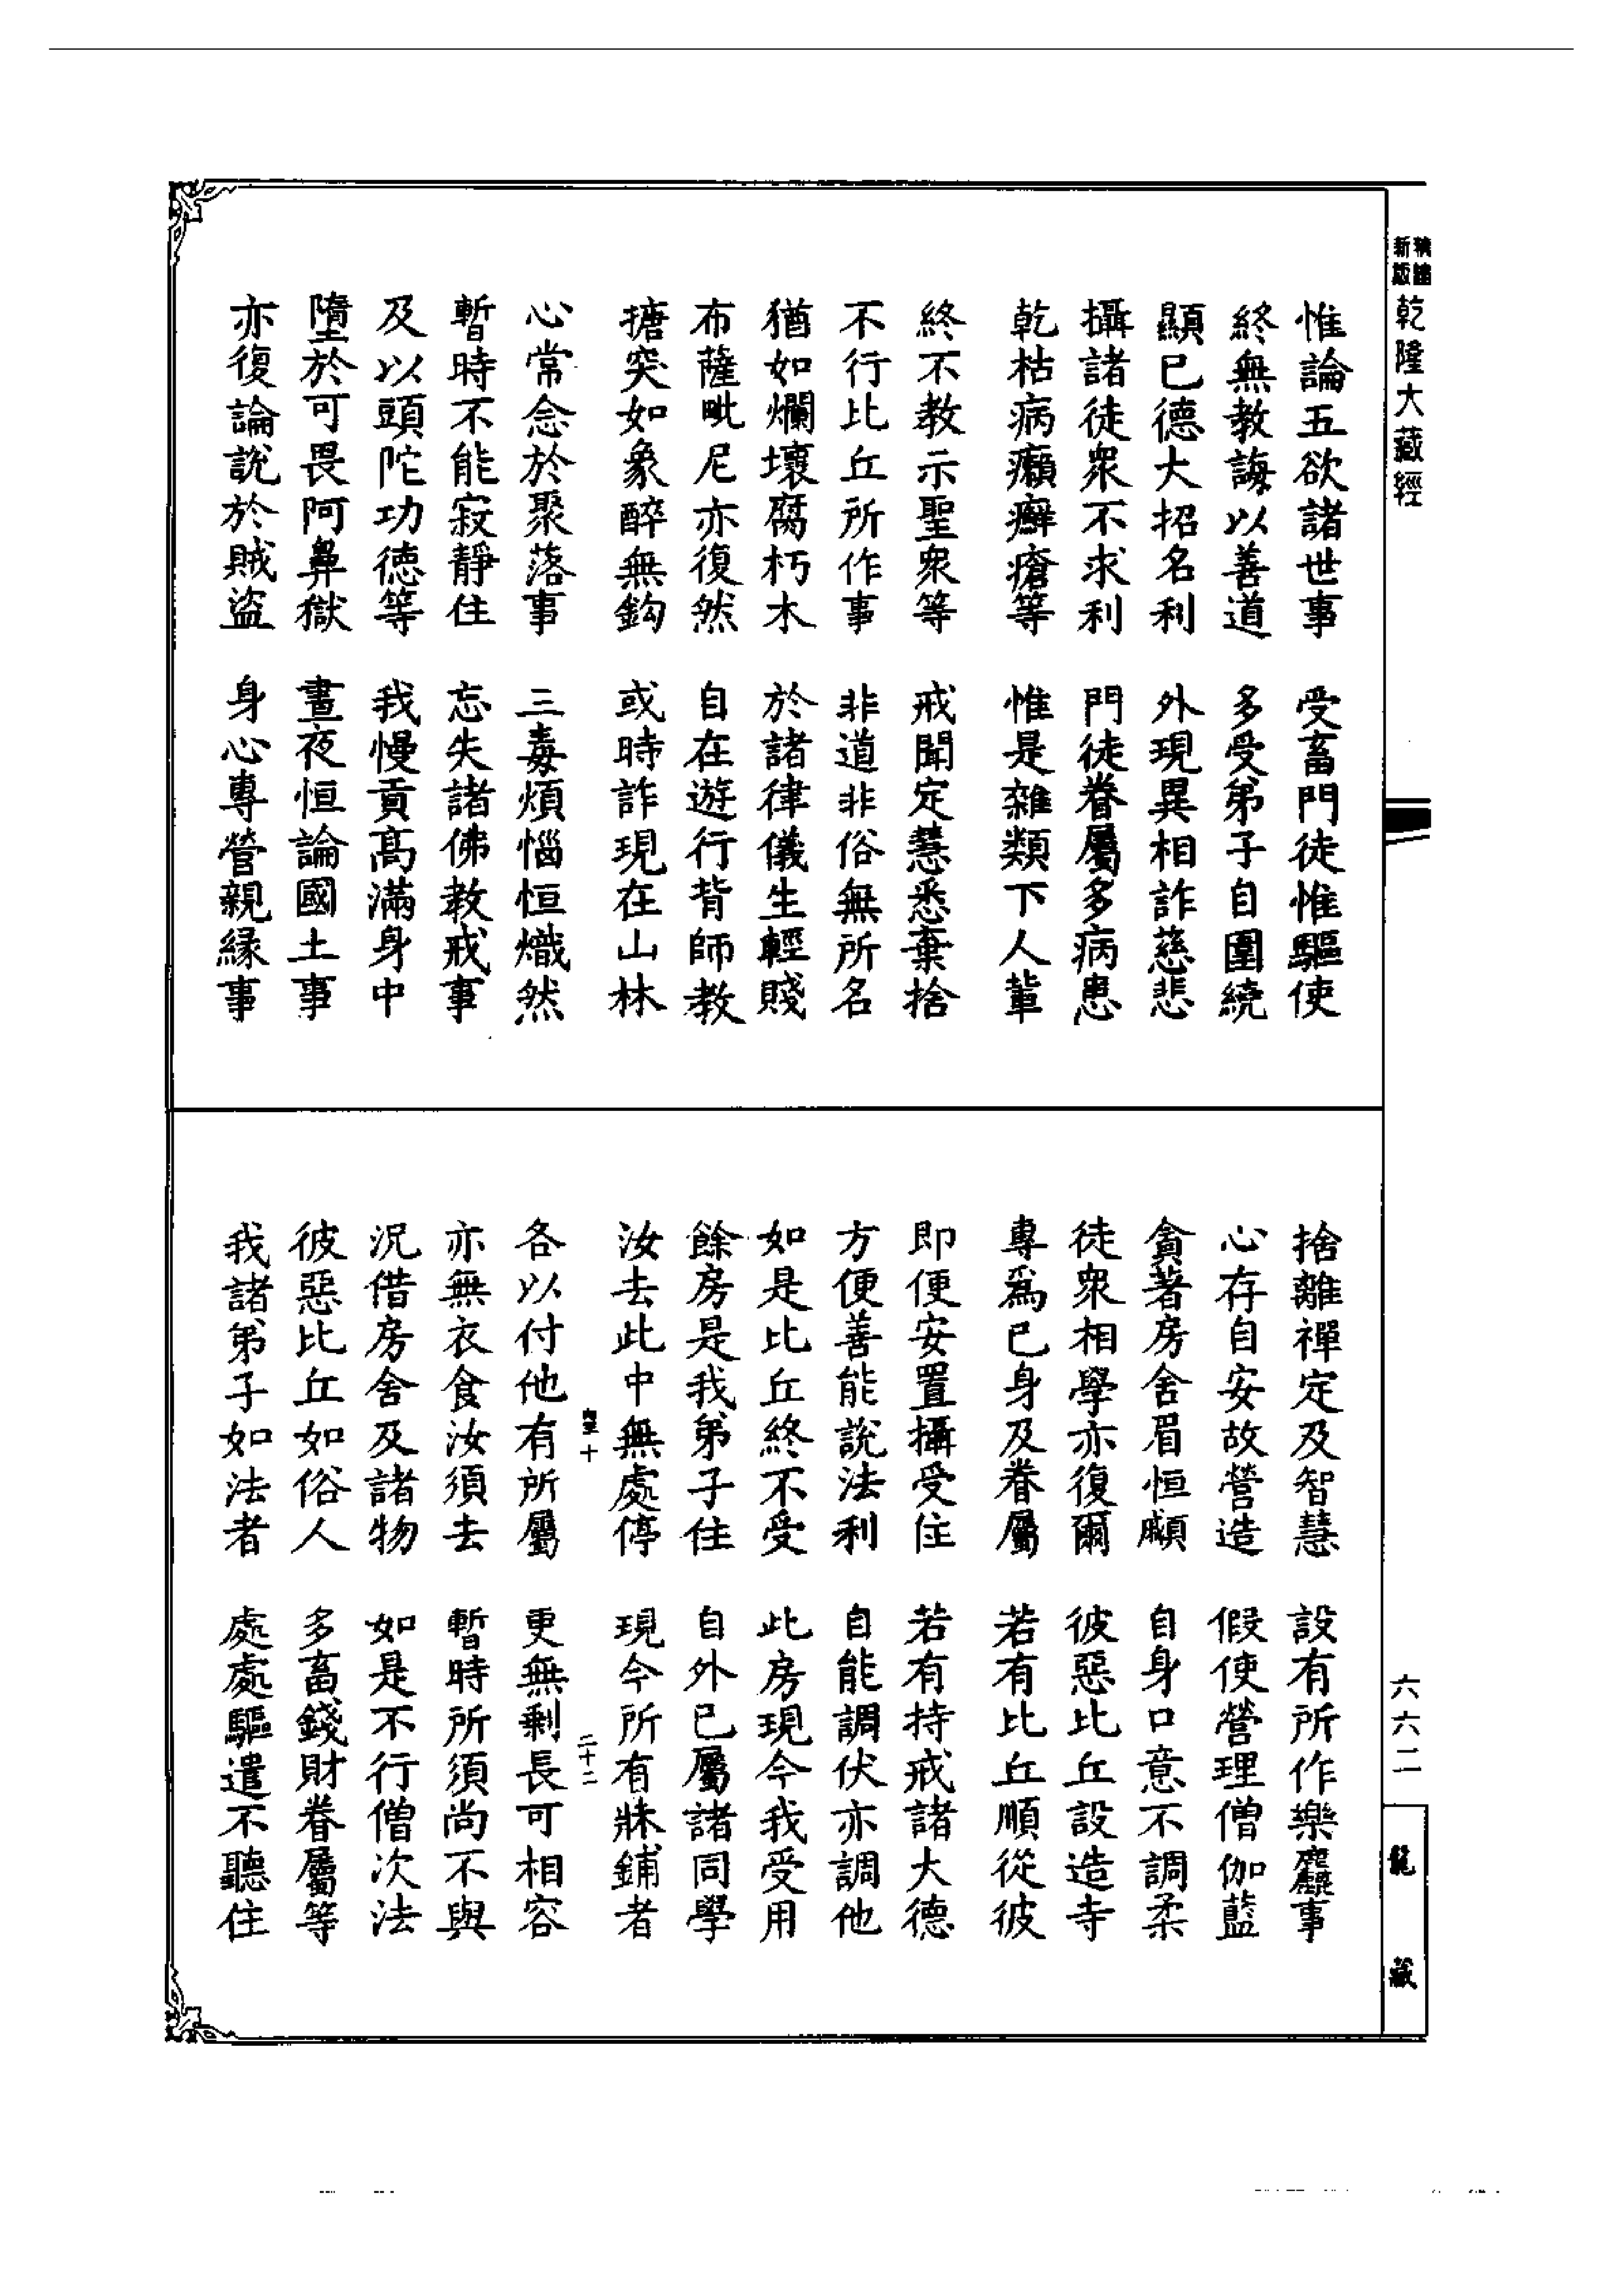 乾隆大藏經
惟論五欲諸世事　受畜門徒惟驅使
終無教誨以善道　多受弟子自圍繞
顯已德大招名利　外現異相詐慈悲
攝諸徒眾不求利　門徒眷屬多病患
乾枯病癩癬瘡等　惟是雜類下人輩
終不教示聖眾等　戒聞定慧悉棄捨
不行比丘所作事　非道非俗無所名
猶如爛壞腐朽木　於諸律儀生輕賤
布薩毗尼亦復然　自在遊行背師教
搪突如象醉無鈎　或時詐現在山林
心常念於聚落事　三毒煩惱恒熾然
暫時不能寂靜住　忘失諸佛教戒事
及以頭陀功德等　我慢貢高滿身中
墮於可畏阿鼻獄　晝夜恒論國土事
亦復論說於賊盜　身心專營親緣事
捨離禪定及智慧　設有所作樂麤事
心存自安故營造　假使營理僧伽藍
貪著房舍眉恒顣　自身口意不調柔
徒眾相學亦復爾　彼惡比丘設造寺
專為已身及眷屬　若有比丘順從彼
即便安置攝受住　若有持戒諸大德
方便善能說法利　自能調伏亦調他
如是比丘終不受　此房現今我受用
餘房是我弟子住　自外已屬諸同學
汝去此中無處停　現今所有牀鋪者
十　二十二
各以付他有所屬　更無剩長可相容
亦無衣食汝須去　暫時所須尚不與
況借房舍及諸物　如是不行僧次法
彼惡比丘如俗人　多畜錢財眷屬等
我諸弟子如法者　處處驅遣不聽住
六六二
龍藏